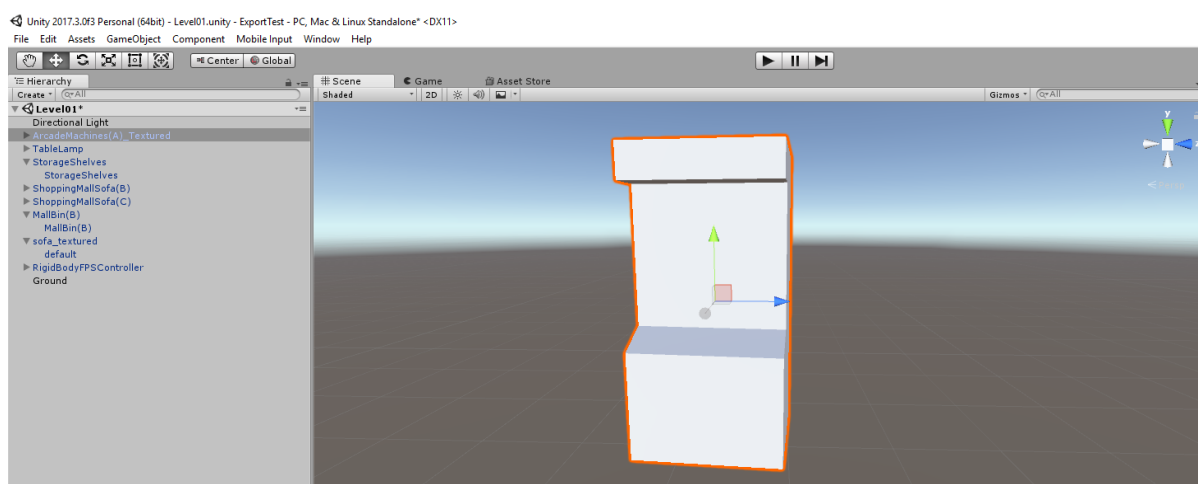 Unity 2017.3.0f3 Personal (64bit) - Level01.unity - ExportTest - PC, Mac & Linux Standalone* <DX11>
File Edit Assets GameObject Component Mobile Input Window Help
Center Global
Hierarchy
Create All
Level01*
Directional Light
ArcadeMachines(A)_Textured
TableLamp
StorageShelves
StorageShelves
ShoppingMallSofa(B)
ShoppingMallSofa(C)
MallBin(B)
MallBin(B)
sofa_textured
default
RigidBodyFPSController
Ground
Scene Game Asset Store
Shaded 2D Gizmos All
y